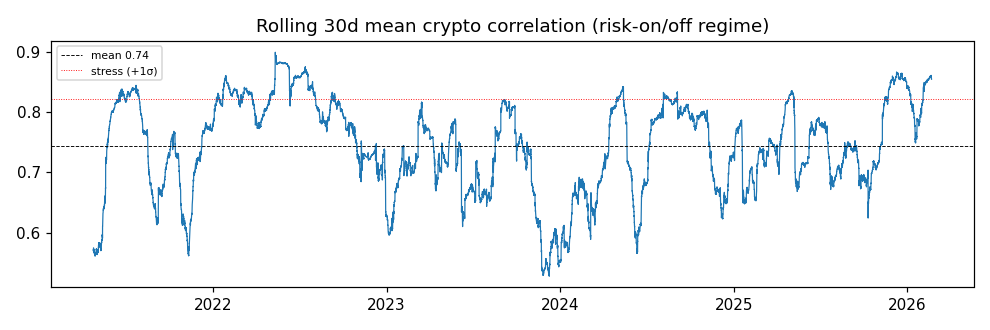 Rolling 30d mean crypto correlation (risk-on/off regime)
0.9
mean 0.74
stress (+1σ)
0.8
0.7
0.6
2022 2023 2024 2025 2026